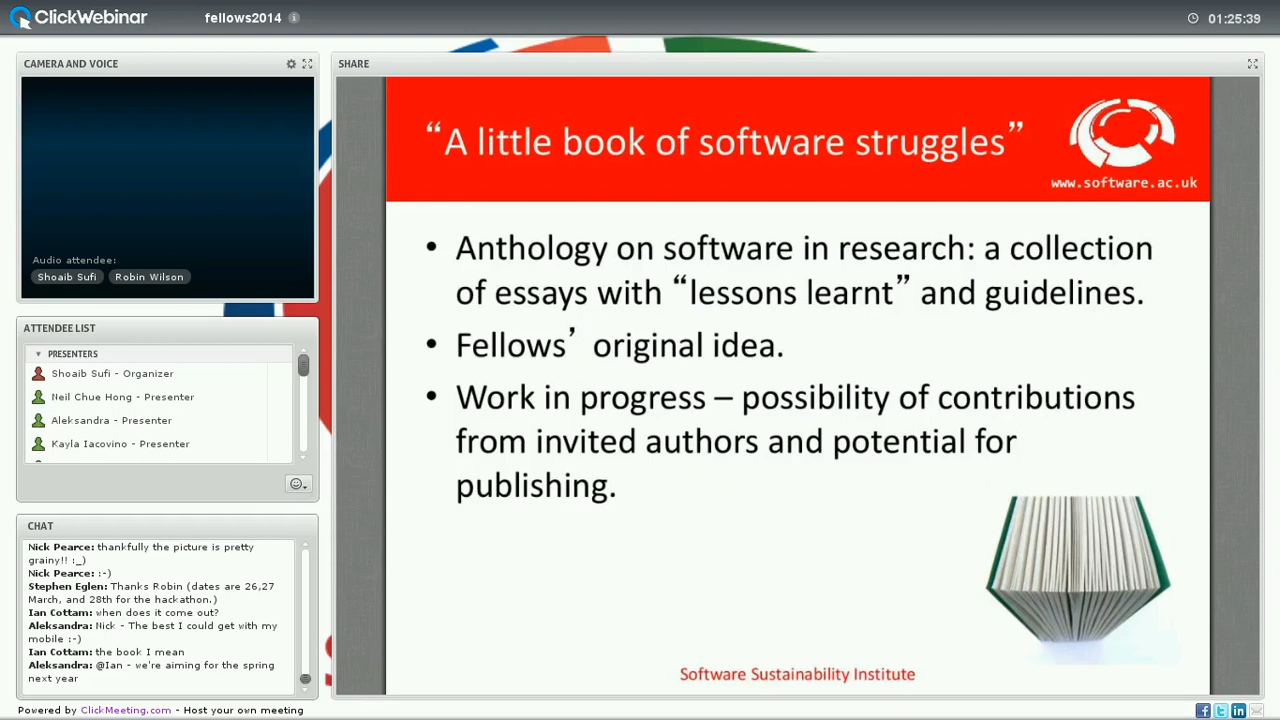 ClickWebinar
fellows2014
01:25:39
CAMERA AND VOICE
Audio attendee:
Shoaib Sufi Robin Wilson
ATTENDEE LIST
PRESENTERS
Shoaib Sufi - Organizer
Neil Chue Hong - Presenter
Aleksandra - Presenter
Kayla Iacovino - Presenter
CHAT
Nick Pearce: thankfully the picture is pretty
grainy!! :_)
Nick Pearce: :-)
Stephen Eglen: Thanks Robin (dates are 26,27
March, and 28th for the hackathon.)
Ian Cottam: when does it come out?
Aleksandra: Nick - The best I could get with my
mobile :-)
Ian Cottam: the book I mean
Aleksandra: @Ian - we're aiming for the spring
next year
SHARE
“A little book of software struggles”
www.software.ac.uk
• Anthology on software in research: a collection
of essays with “lessons learnt” and guidelines.
• Fellows’ original idea.
• Work in progress – possibility of contributions
from invited authors and potential for
publishing.
Software Sustainability Institute
Powered by ClickMeeting.com - Host your own meeting